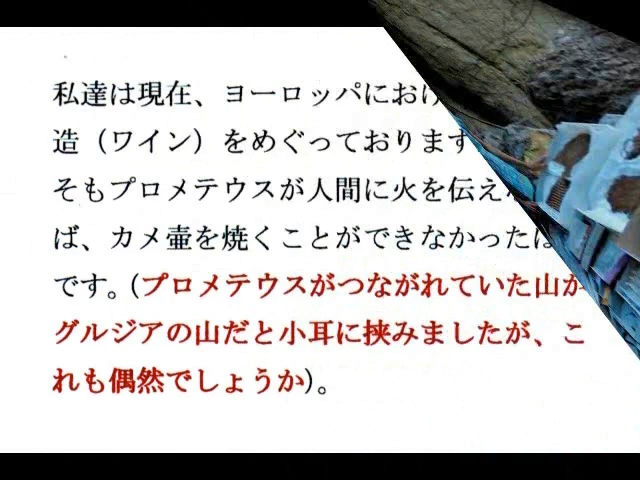 私達は現在、ヨーロッパにおけ
造（ワイン）をめぐっております
そもプロメテウスが人間に火を伝えな
ば、カメ壷を焼くことができなかったは
です。(プロメテウスがつながれていた山が
グルジアの山だと小耳に挟みましたが、こ
れも偶然でしょうか)。